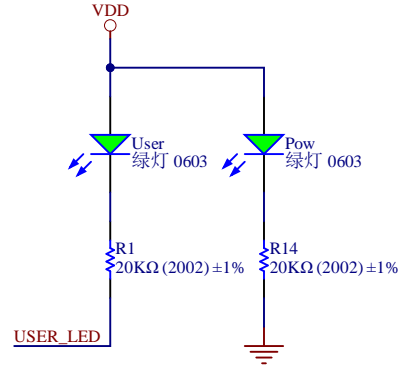 VDD
User
绿灯 0603
Pow
绿灯 0603
R1
20KΩ (2002) ±1%
R14
20KΩ (2002) ±1%
USER_LED